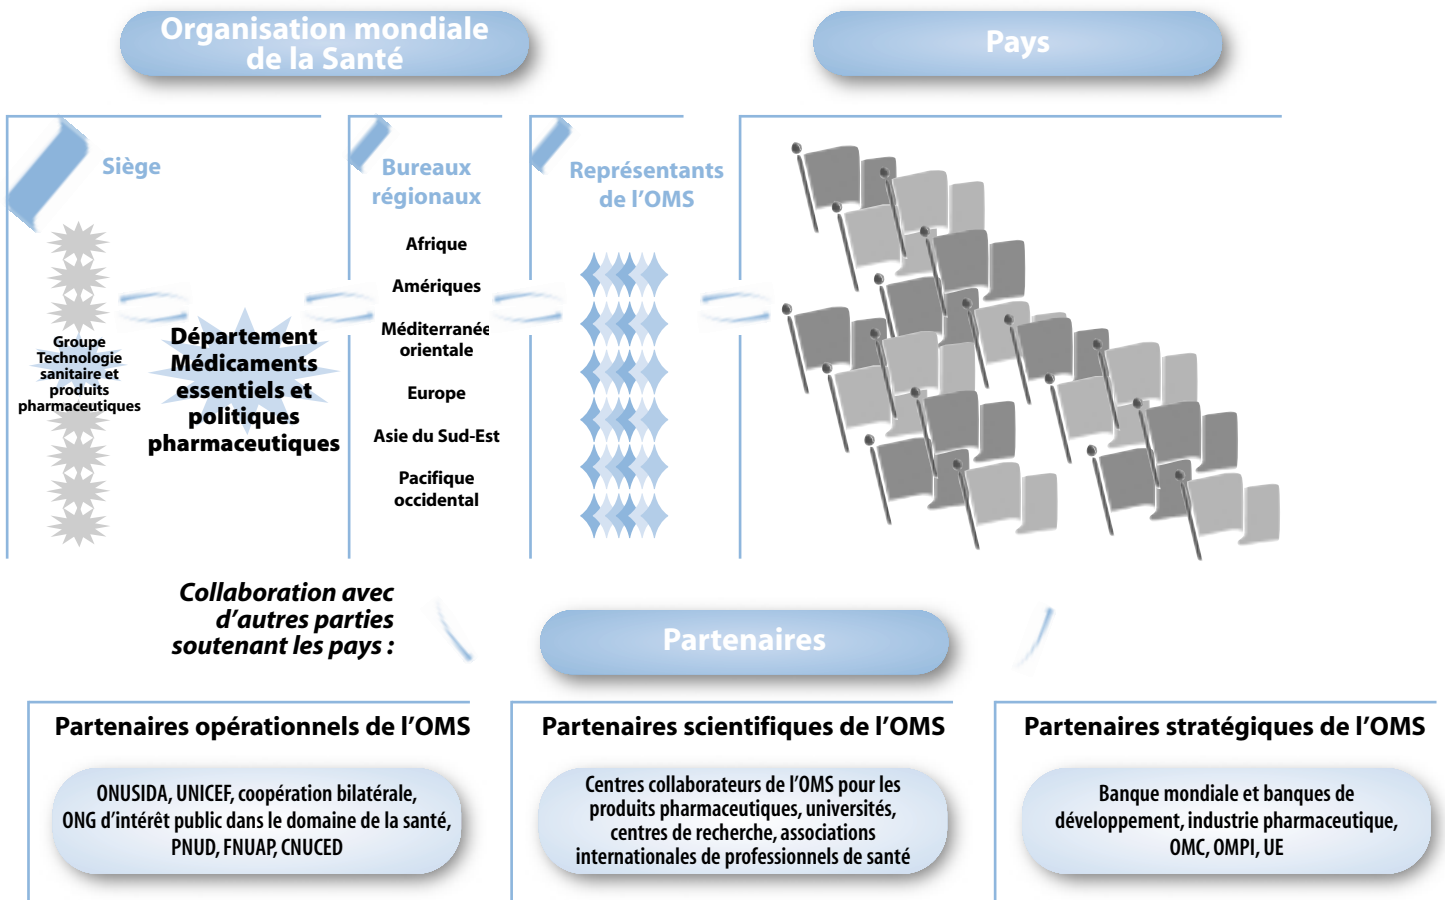 Organisation mondiale
de la Santé
Pays
Siège
Groupe
Technologie
sanitaire et
produits
pharmaceutiques
Département
Médicaments
essentiels et
politiques
pharmaceutiques
Bureaux
régionaux
Afrique
Amériques
Méditerranée
orientale
Europe
Asie du Sud-Est
Pacifique
occidental
Représentants
de l’OMS
Collaboration avec
d’autres parties
soutenant les pays :
Partenaires
Partenaires opérationnels de l’OMS
ONUSIDA, UNICEF, coopération bilatérale,
ONG d’intérêt public dans le domaine de la santé,
PNUD, FNUAP, CNUCED
Partenaires scientifiques de l’OMS
Centres collaborateurs de l’OMS pour les
produits pharmaceutiques, universités,
centres de recherche, associations
internationales de professionnels de santé
Partenaires stratégiques de l’OMS
Banque mondiale et banques de
développement, industrie pharmaceutique,
OMC, OMPI, UE